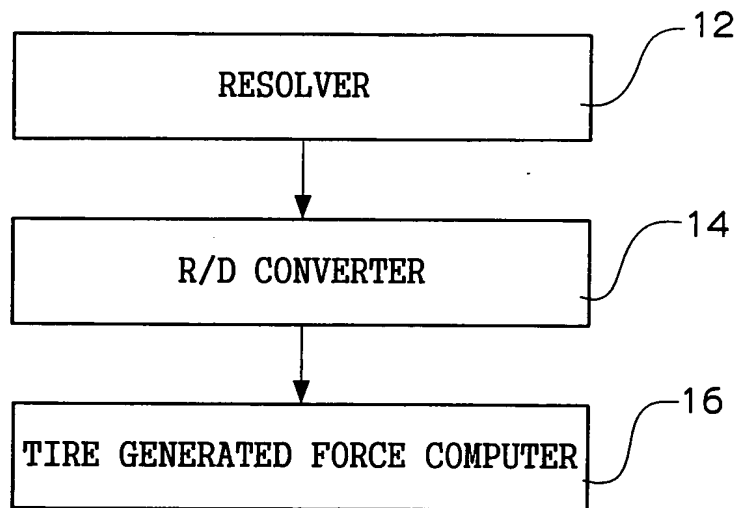 12
RESOLVER
14
R/D CONVERTER
16
TIRE GENERATED FORCE COMPUTER